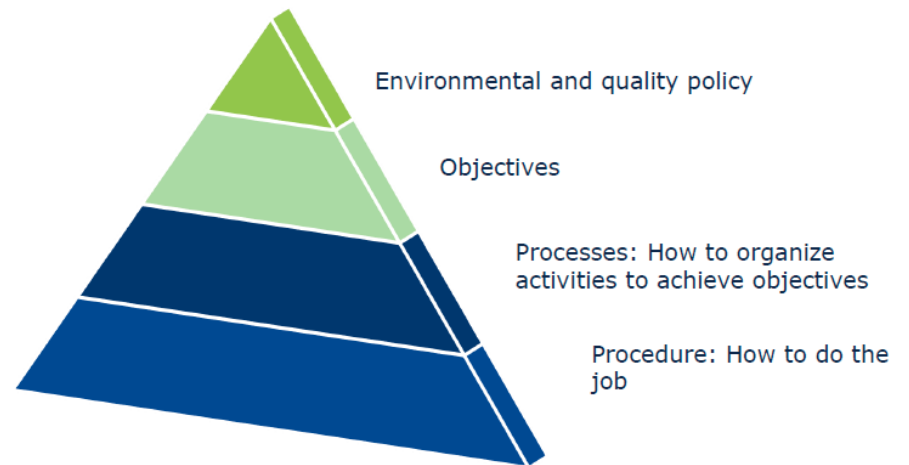 Environmental and quality policy
Objectives
Processes: How to organize
activities to achieve objectives
Procedure: How to do the
job